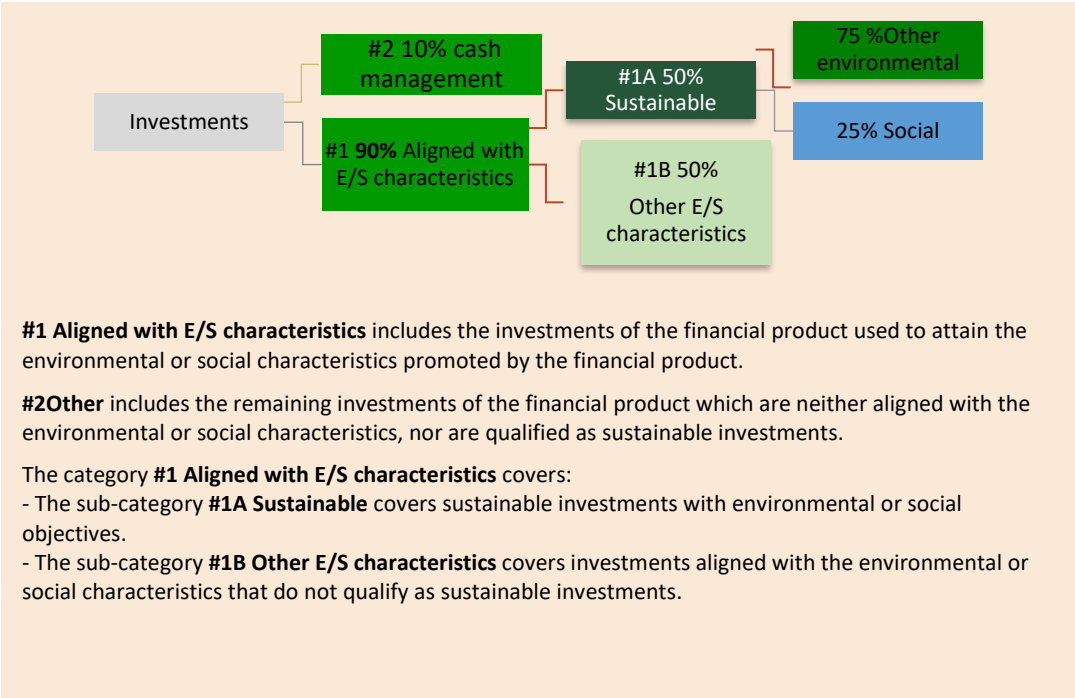 Investments
#2 10% cash
management
#1 90% Aligned with
E/S characteristics
#1A 50%
Sustainable
#1B 50%
Other E/S
characteristics
75 %Other
environmental
25% Social
#1 Aligned with E/S characteristics includes the investments of the financial product used to attain the
environmental or social characteristics promoted by the financial product.
#2Other includes the remaining investments of the financial product which are neither aligned with the
environmental or social characteristics, nor are qualified as sustainable investments.
The category #1 Aligned with E/S characteristics covers:
- The sub-category #1A Sustainable covers sustainable investments with environmental or social
objectives.
- The sub-category #1B Other E/S characteristics covers investments aligned with the environmental or
social characteristics that do not qualify as sustainable investments.